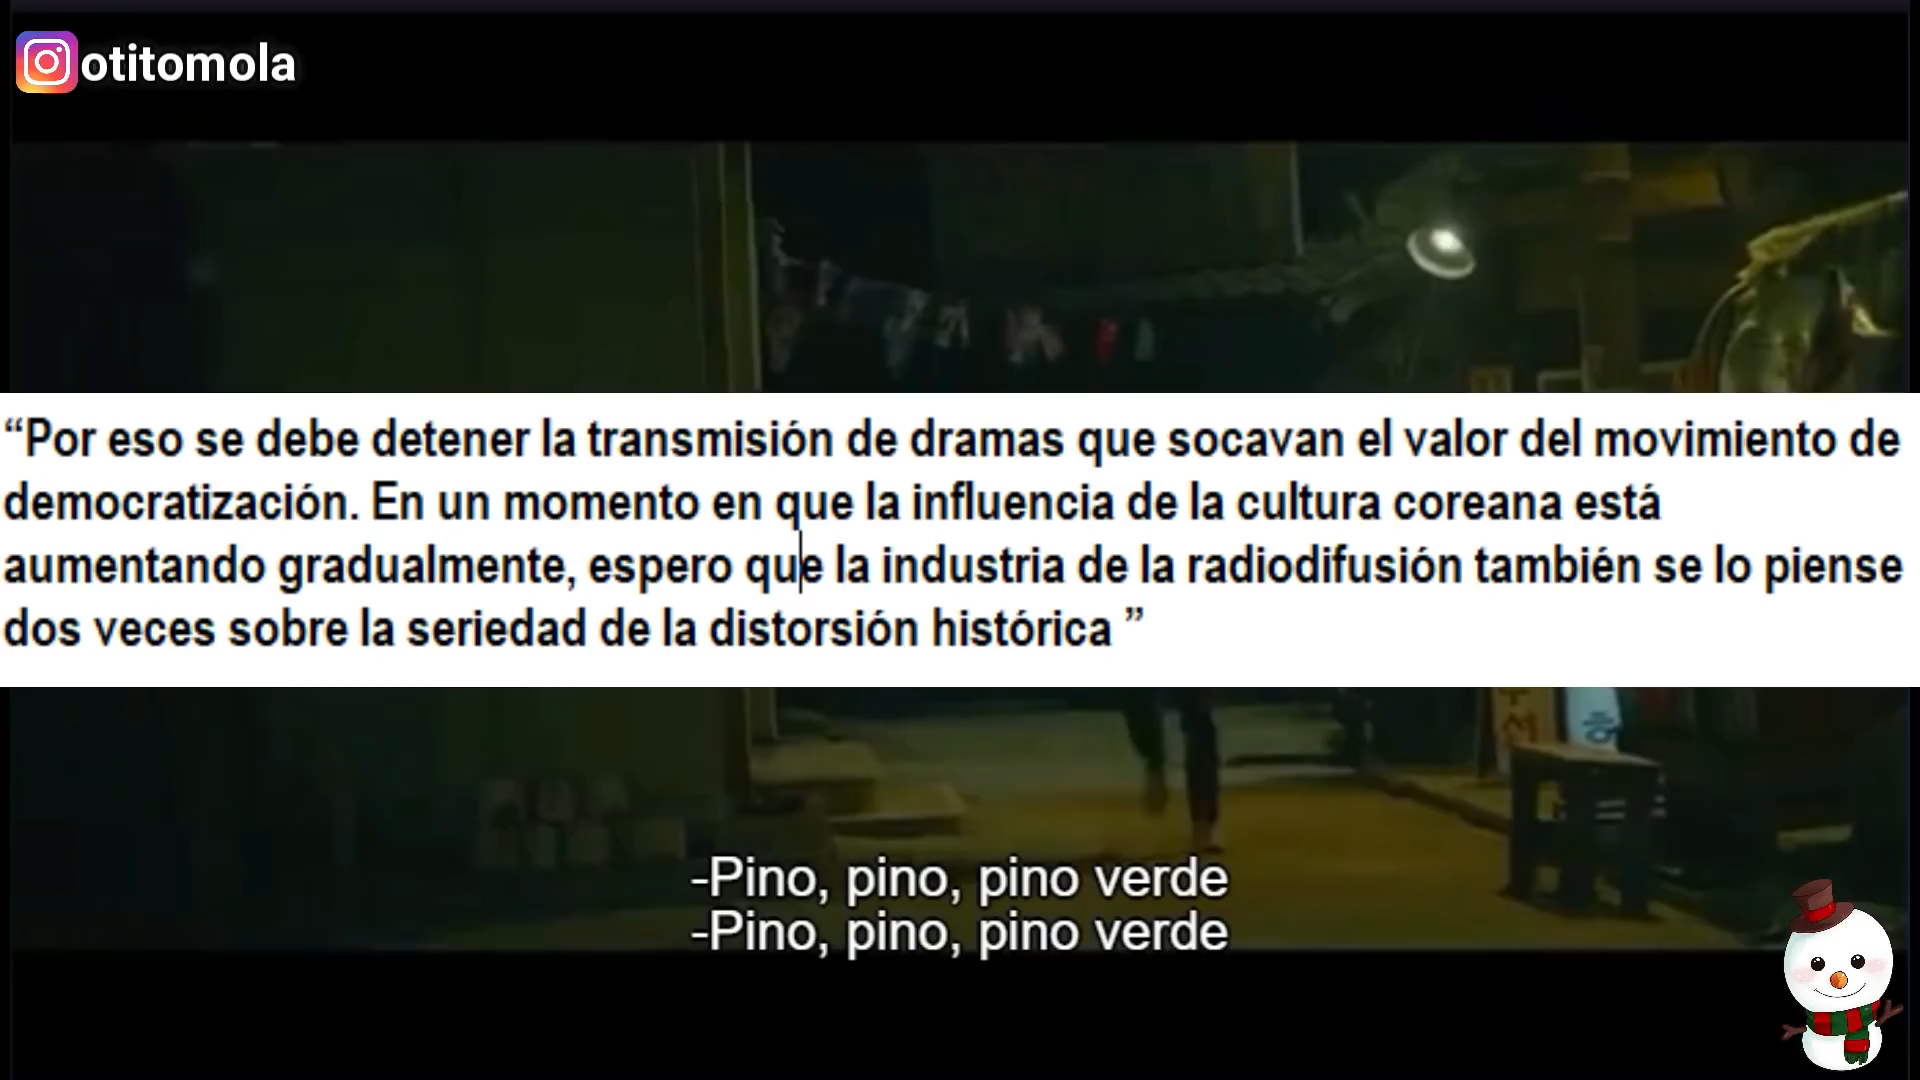 otitomola
“Por eso se debe detener la transmisión de dramas que socavan el valor del movimiento de
democratización. En un momento en que la influencia de la cultura coreana está
aumentando gradualmente, espero que la industria de la radiodifusión también se lo piense
dos veces sobre la seriedad de la distorsión histórica ”
-Pino, pino, pino verde
-Pino, pino, pino verde